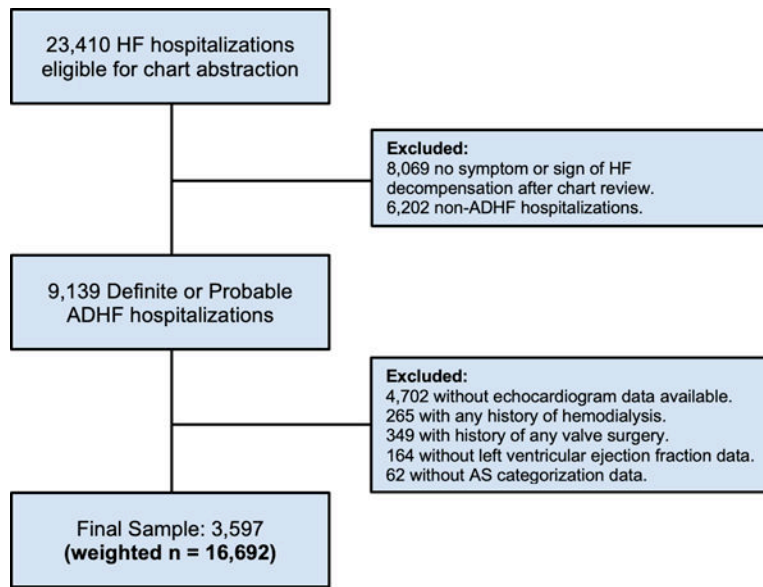 23,410 HF hospitalizations
eligible for chart abstraction
Excluded:
8,069 no symptom or sign of HF
decompensation after chart review.
6,202 non-ADHF hospitalizations.
9,139 Definite or Probable
ADHF hospitalizations
Excluded:
4,702 without echocardiogram data available.
265 with any history of hemodialysis.
349 with history of any valve surgery.
164 without left ventricular ejection fraction data.
62 without AS categorization data.
Final Sample: 3,597
(weighted n = 16,692)